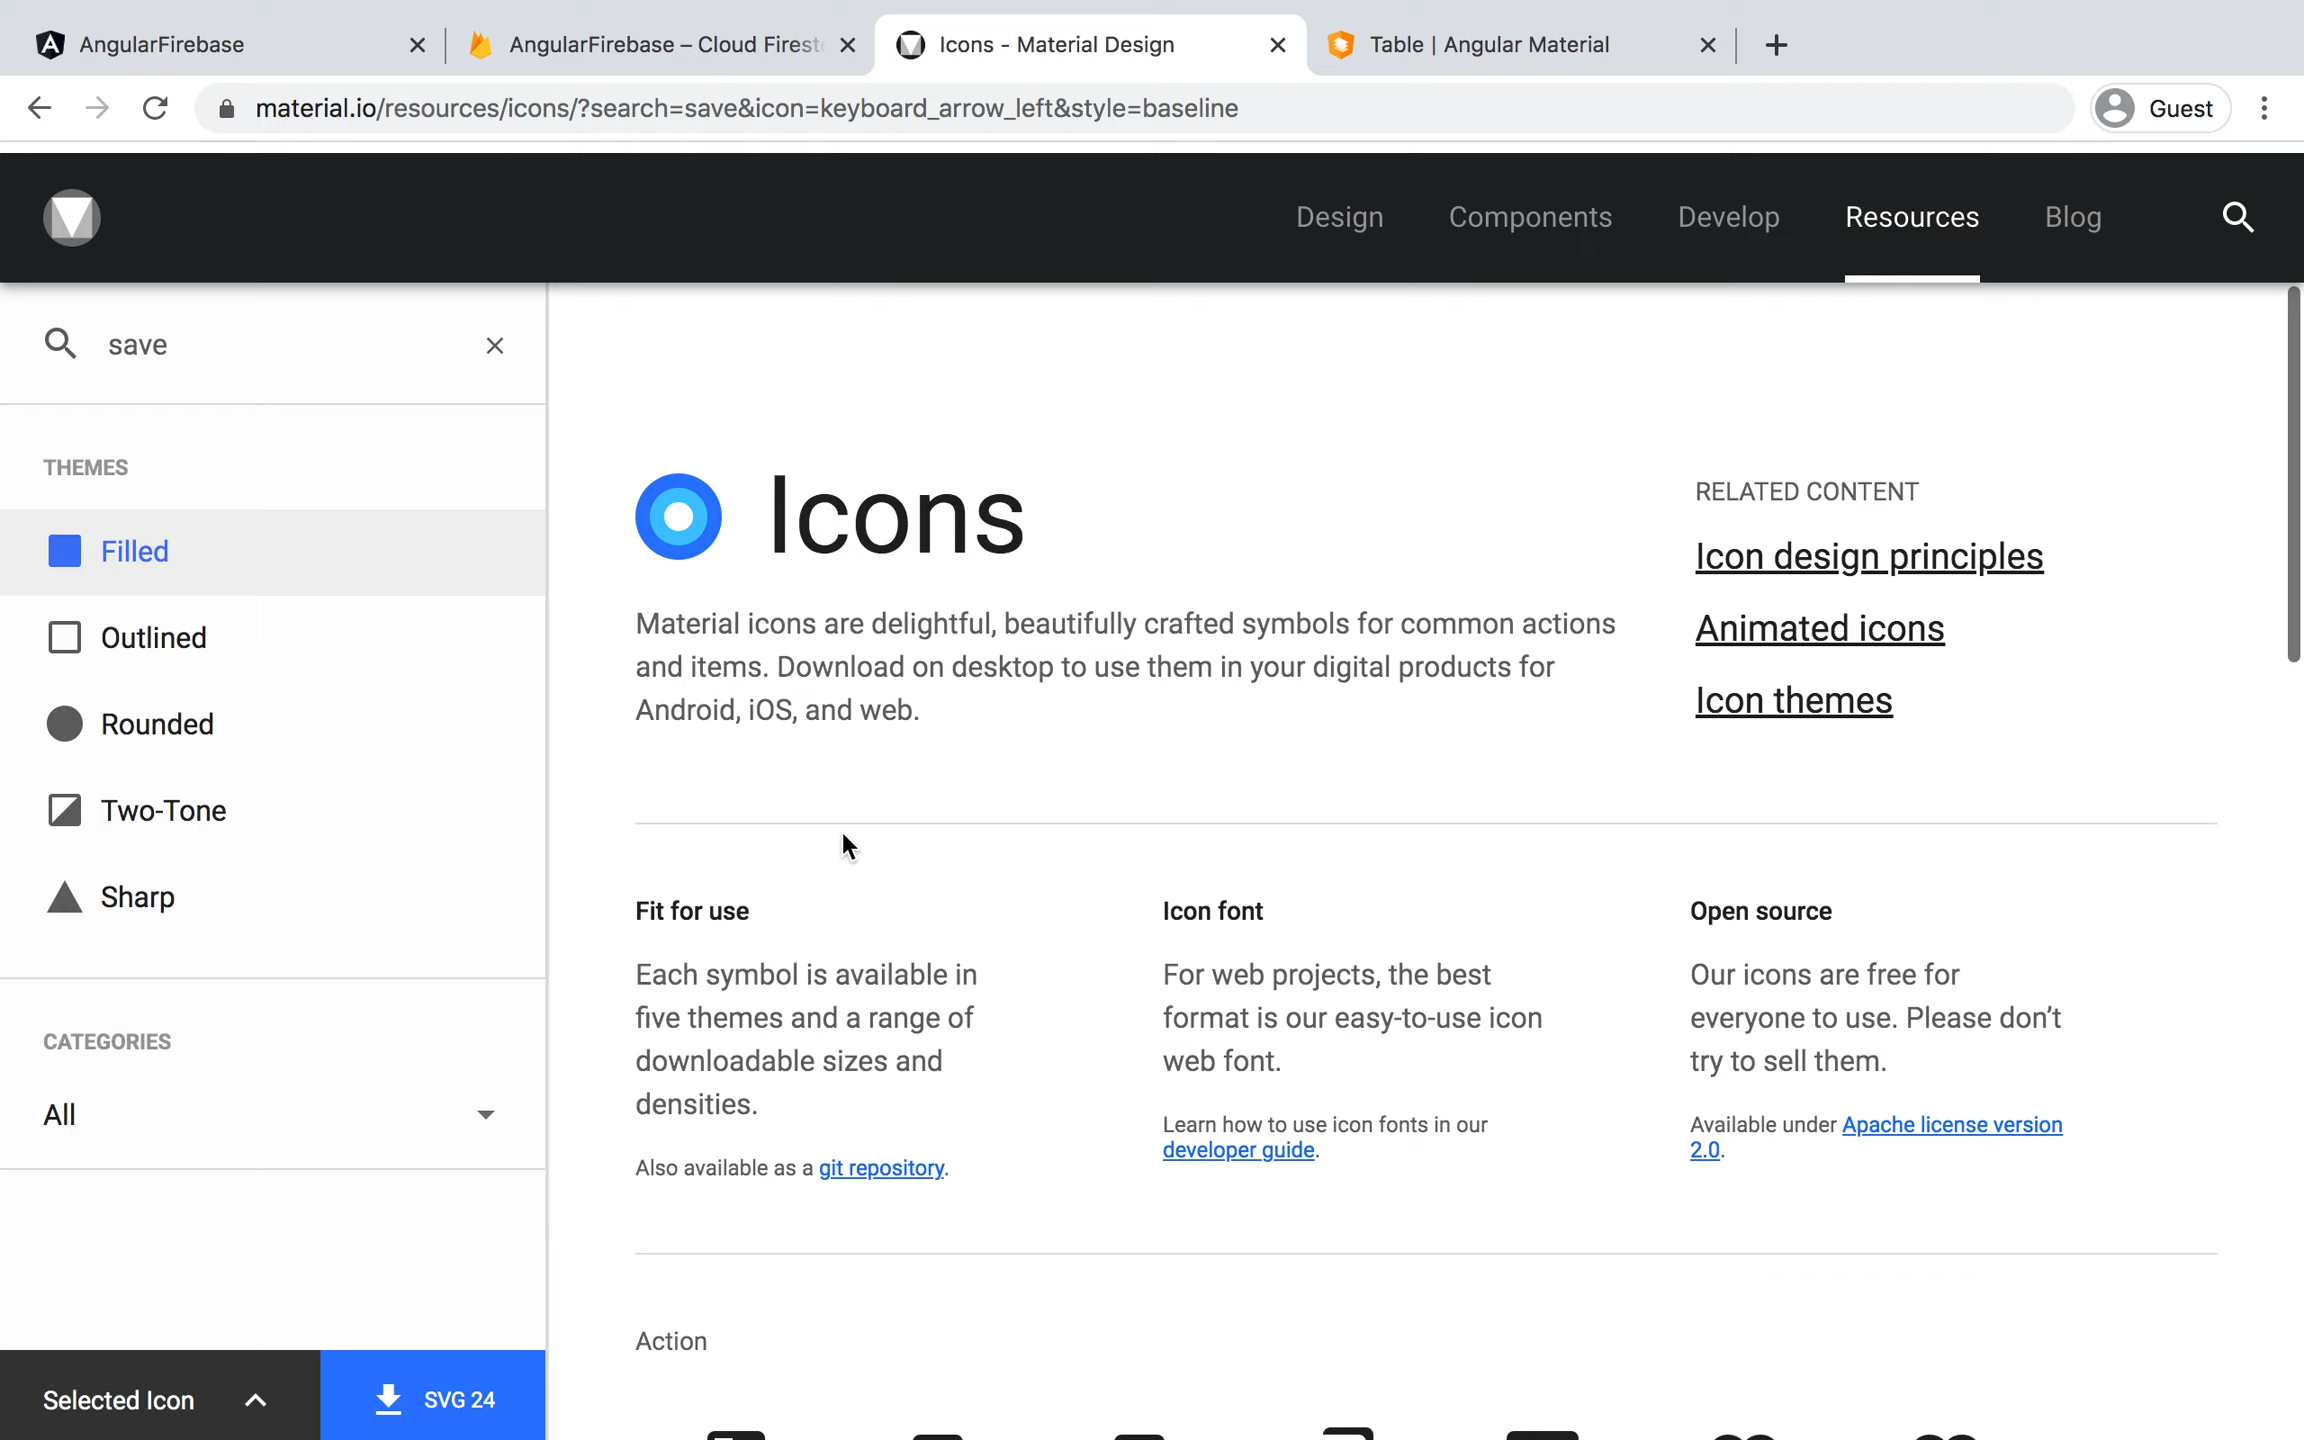 AngularFirebase
AngularFirebase – Cloud Firest
Icons - Material Design
Table | Angular Material
material.io/resources/icons/?search=save&icon=keyboard_arrow_left&style=baseline
Guest
Design
Components
Develop
Resources
Blog
save
THEMES
Filled
Outlined
Rounded
Two-Tone
Sharp
CATEGORIES
All
Selected Icon
SVG 24
Icons
Material icons are delightful, beautifully crafted symbols for common actions
and items. Download on desktop to use them in your digital products for
Android, iOS, and web.
RELATED CONTENT
Icon design principles
Animated icons
Icon themes
Fit for use
Each symbol is available in
five themes and a range of
downloadable sizes and
densities.
Also available as a git repository.
Icon font
For web projects, the best
format is our easy-to-use icon
web font.
Learn how to use icon fonts in our
developer guide.
Open source
Our icons are free for
everyone to use. Please don’t
try to sell them.
Available under Apache license version
2.0.
Action